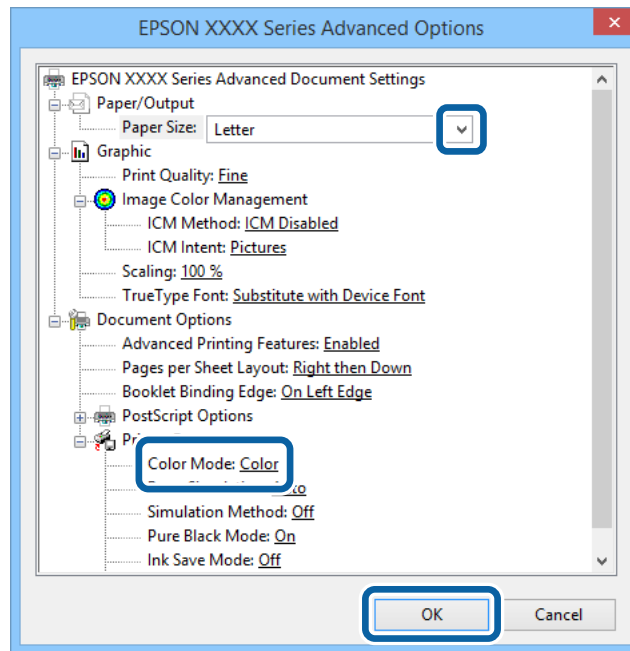 EPSON XXXX Series Advanced Options
EPSON XXXX Series Advanced Document Settings
Paper/Output
Paper Size: Letter
Graphic
Print Quality: Fine
Image Color Management
ICM Method: ICM Disabled
ICM Intent: Pictures
Scaling: 100 %
TrueType Font: Substitute with Device Font
Document Options
Advanced Printing Features: Enabled
Pages per Sheet Layout: Right then Down
Booklet Binding Edge: On Left Edge
PostScript Options
Color Mode: Color
Simulation Method: Off
Pure Black Mode: On
Ink Save Mode: Off
OK Cancel